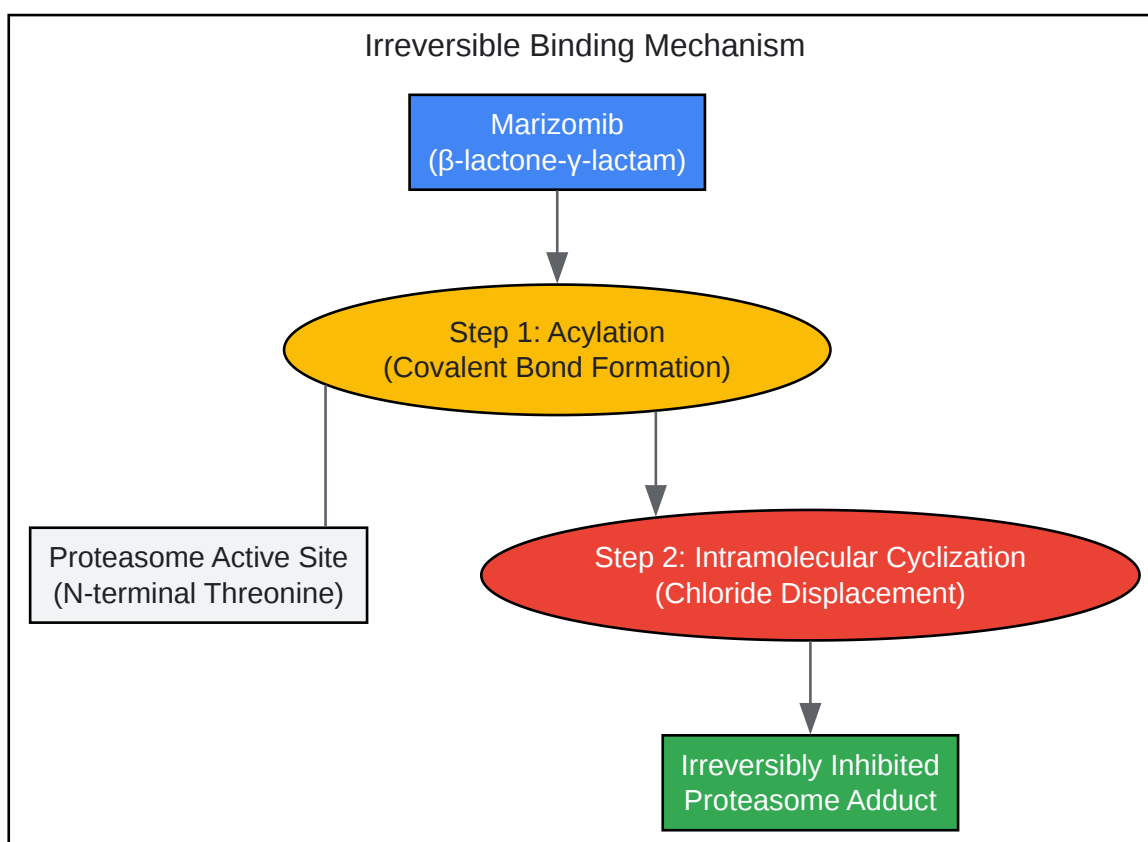 Irreversible Binding Mechanism
Marizomib
(β-lactone-γ-lactam)
Step 1: Acylation
(Covalent Bond Formation)
Proteasome Active Site
(N-terminal Threonine)
Step 2: Intramolecular Cyclization
(Chloride Displacement)
Irreversibly Inhibited
Proteasome Adduct